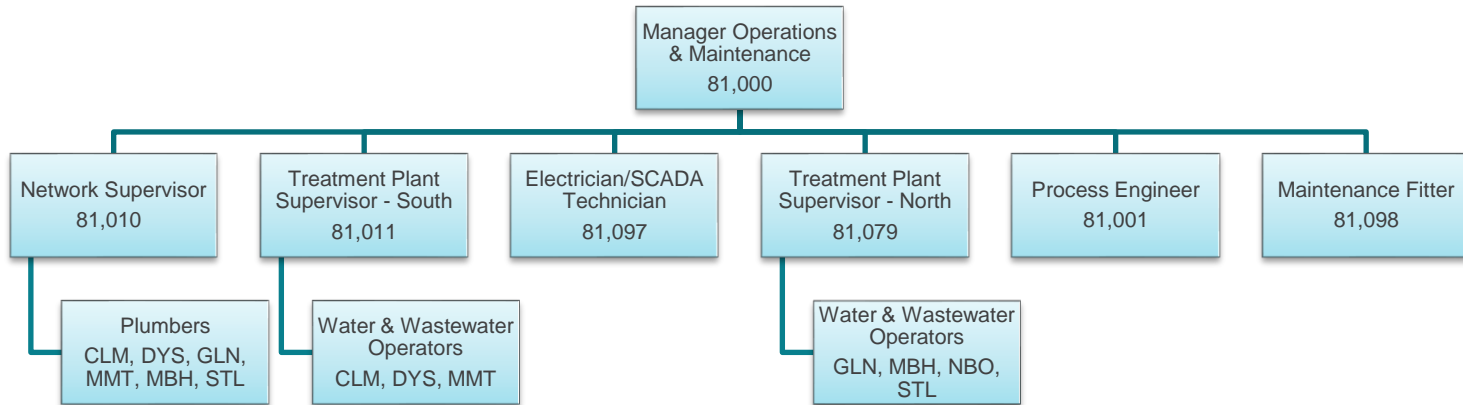 Manager Operations
& Maintenance
81,000
Network Supervisor
81,010
Treatment Plant
Supervisor - South
81,011
Electrician/SCADA
Technician
81,097
Treatment Plant
Supervisor - North
81,079
Process Engineer
81,001
Maintenance Fitter
81,098
Plumbers
CLM, DYS, GLN,
MMT, MBH, STL
Water & Wastewater
Operators
CLM, DYS, MMT
Water & Wastewater
Operators
GLN, MBH, NBO,
STL